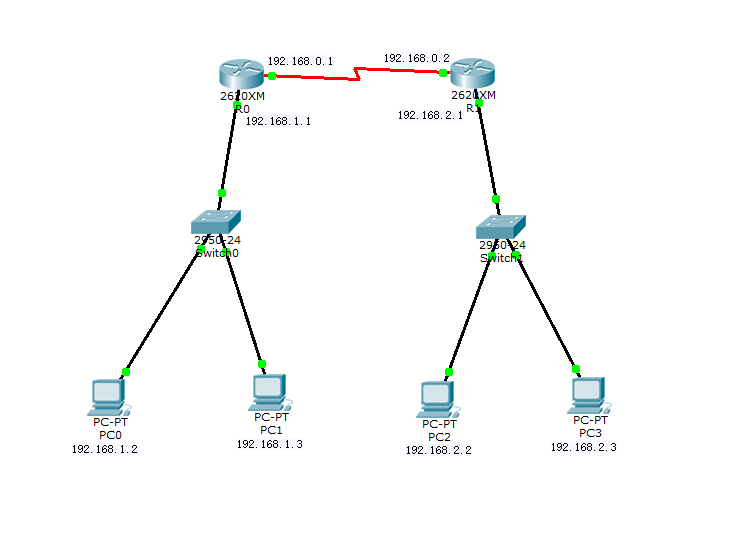 192.168.0.1
192.168.0.2
2620XM
R0
2620XM
R1
192.168.1.1
192.168.2.1
2950-24
Switch0
2950-24
Switch1
PC-PT
PC0
192.168.1.2
PC-PT
PC1
192.168.1.3
PC-PT
PC2
192.168.2.2
PC-PT
PC3
192.168.2.3